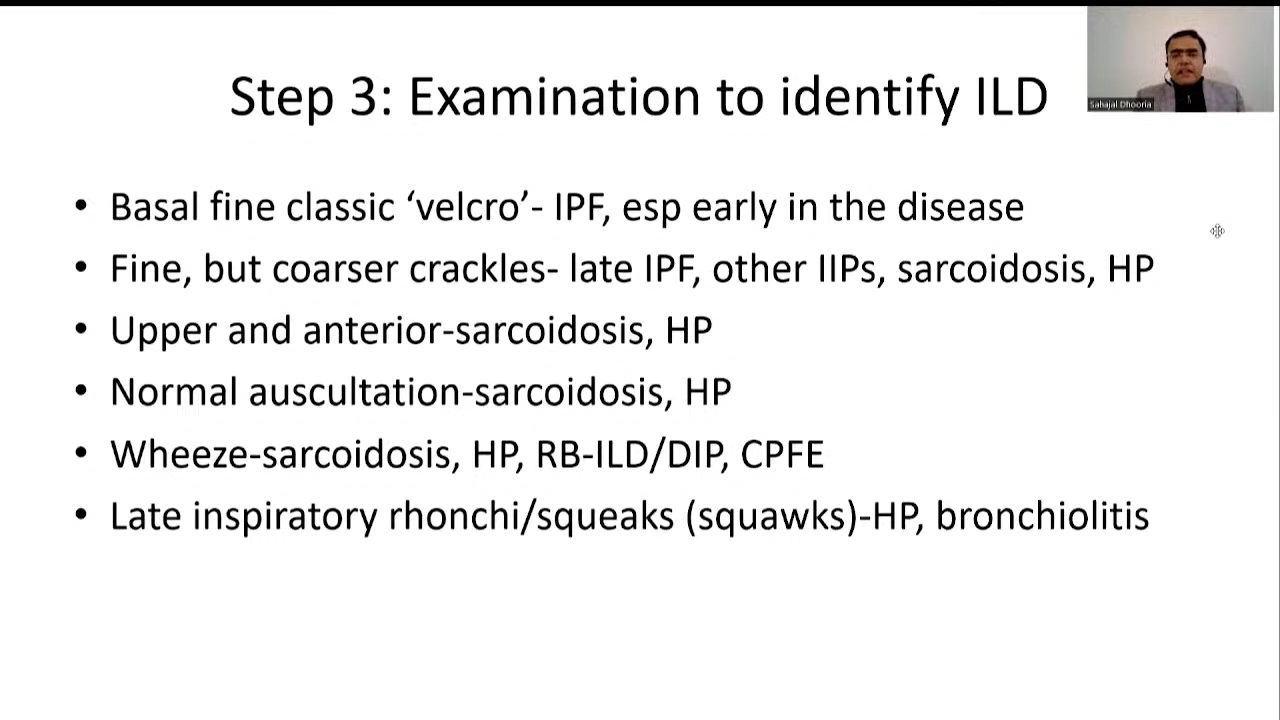 Step 3: Examination to identify ILD
Sahajal Dhooria
• Basal fine classic ‘velcro’- IPF, esp early in the disease
• Fine, but coarser crackles- late IPF, other IIPs, sarcoidosis, HP
• Upper and anterior-sarcoidosis, HP
• Normal auscultation-sarcoidosis, HP
• Wheeze-sarcoidosis, HP, RB-ILD/DIP, CPFE
• Late inspiratory rhonchi/squeaks (squawks)-HP, bronchiolitis